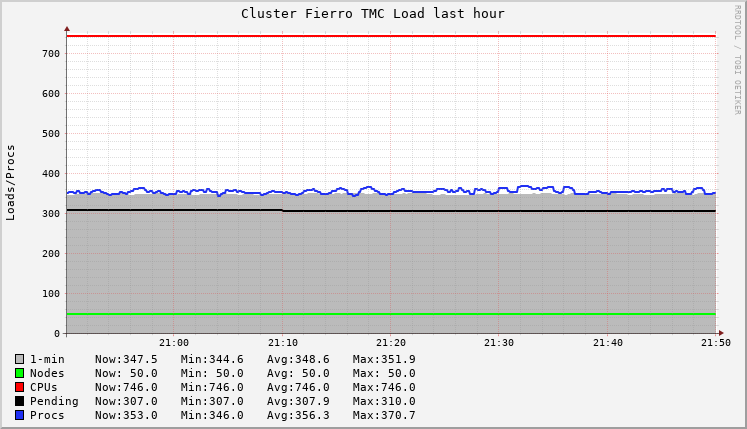 Cluster Fierro TMC Load last hour
RRDTOOL / TOBI OETIKER
Loads/Procs
700
600
500
400
300
200
100
0
21:00 21:10 21:20 21:30 21:40 21:50
1-min Now:347.5 Min:344.6 Avg:348.6 Max:351.9
Nodes Now: 50.0 Min: 50.0 Avg: 50.0 Max: 50.0
CPUs Now:746.0 Min:746.0 Avg:746.0 Max:746.0
Pending Now:307.0 Min:307.0 Avg:307.9 Max:310.0
Procs Now:353.0 Min:346.0 Avg:356.3 Max:370.7